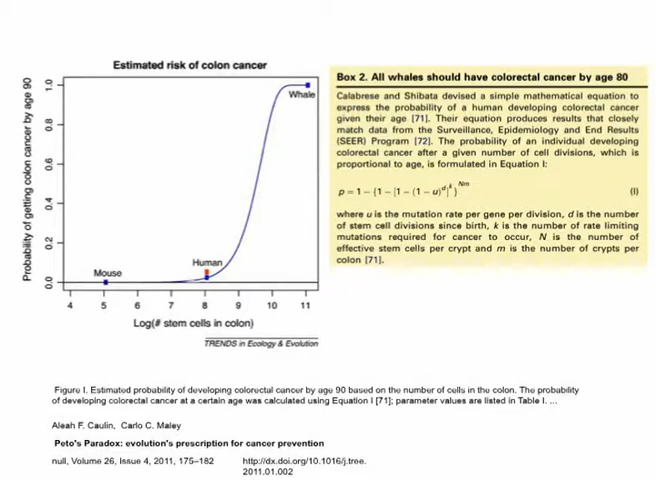 Estimated risk of colon cancer
Probability of getting colon cancer by age 90
1.0
0.8
0.6
0.4
0.2
0.0
Whale
Human
Mouse
4 5 6 7 8 9 10 11
Log(# stem cells in colon)
TRENDS in Ecology & Evolution
Box 2. All whales should have colorectal cancer by age 80
Calabrese and Shibata devised a simple mathematical equation to
express the probability of a human developing colorectal cancer
given their age [71]. Their equation produces results that closely
match data from the Surveillance, Epidemiology and End Results
(SEER) Program [72]. The probability of an individual developing
colorectal cancer after a given number of cell divisions, which is
proportional to age, is formulated in Equation I:
p = 1 − {1 − [1 − (1 − u)^d]^k}^Nm (I)
where u is the mutation rate per gene per division, d is the number
of stem cell divisions since birth, k is the number of rate limiting
mutations required for cancer to occur, N is the number of
effective stem cells per crypt and m is the number of crypts per
colon [71].
Figure I. Estimated probability of developing colorectal cancer by age 90 based on the number of cells in the colon. The probability
of developing colorectal cancer at a certain age was calculated using Equation I [71]; parameter values are listed in Table I. ...
Aleah F. Caulin, Carlo C. Maley
Peto's Paradox: evolution's prescription for cancer prevention
null, Volume 26, Issue 4, 2011, 175–182
http://dx.doi.org/10.1016/j.tree.
2011.01.002